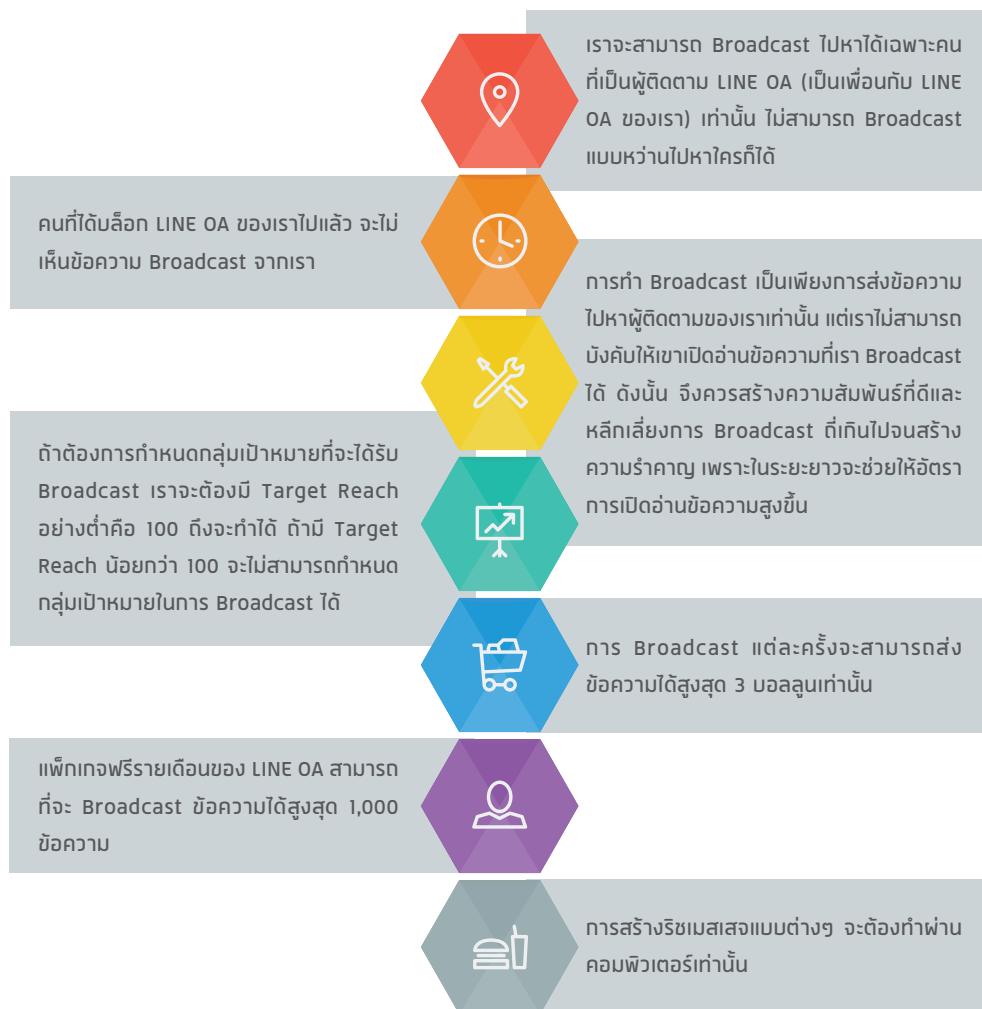 เราจะสามารถ Broadcast ไปหาได้เฉพาะคน
ที่เป็นผู้ติดตาม LINE OA (เป็นเพื่อนกับ LINE
OA ของเรา) เท่านั้น ไม่สามารถ Broadcast
แบบหว่านไปหาใครก็ได้
คนที่ได้บล็อก LINE OA ของเราไปแล้ว จะไม่
เห็นข้อความ Broadcast จากเรา
การทำ Broadcast เป็นเพียงการส่งข้อความ
ไปหาผู้ติดตามของเราเท่านั้น แต่เราไม่สามารถ
บังคับให้เขาเปิดอ่านข้อความที่เรา Broadcast
ได้ ดังนั้น จึงควรสร้างความสัมพันธ์ที่ดีและ
หลีกเลี่ยงการ Broadcast ถี่เกินไปจนสร้าง
ความรำคาญ เพราะในระยะยาวจะช่วยให้อัตรา
การเปิดอ่านข้อความสูงขึ้น
ถ้าต้องการกำหนดกลุ่มเป้าหมายที่จะได้รับ
Broadcast เราจะต้องมี Target Reach
อย่างต่ำคือ 100 ถึงจะทำได้ ถ้ามี Target
Reach น้อยกว่า 100 จะไม่สามารถกำหนด
กลุ่มเป้าหมายในการ Broadcast ได้
การ Broadcast แต่ละครั้งจะสามารถส่ง
ข้อความได้สูงสุด 3 บอลลูนเท่านั้น
แพ็กเกจฟรีรายเดือนของ LINE OA สามารถ
ที่จะ Broadcast ข้อความได้สูงสุด 1,000
ข้อความ
การสร้างริชเมสเสจแบบต่างๆ จะต้องทำผ่าน
คอมพิวเตอร์เท่านั้น